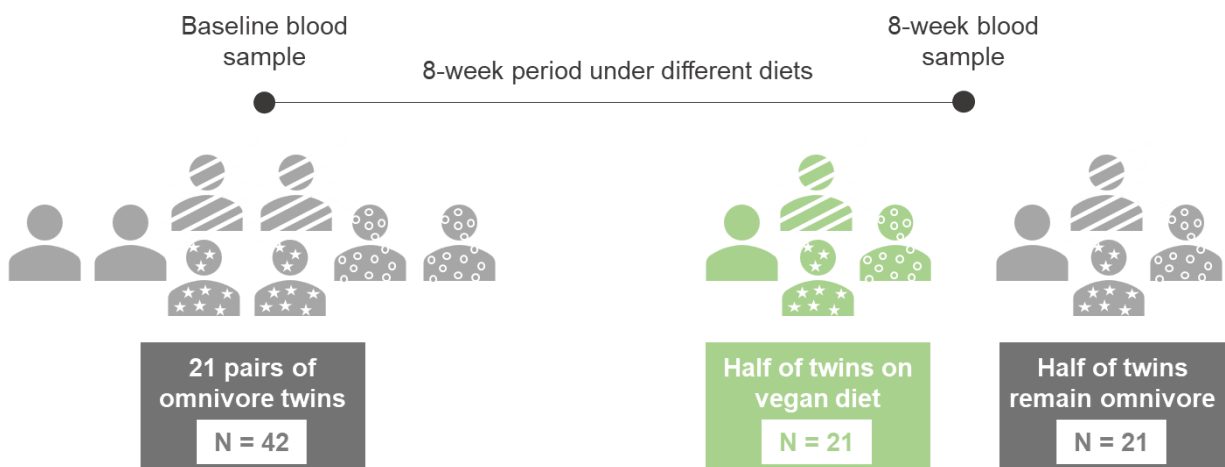 Baseline blood
sample
8-week period under different diets
8-week blood
sample
21 pairs of
omnivore twins
N = 42
Half of twins on
vegan diet
N = 21
Half of twins
remain omnivore
N = 21